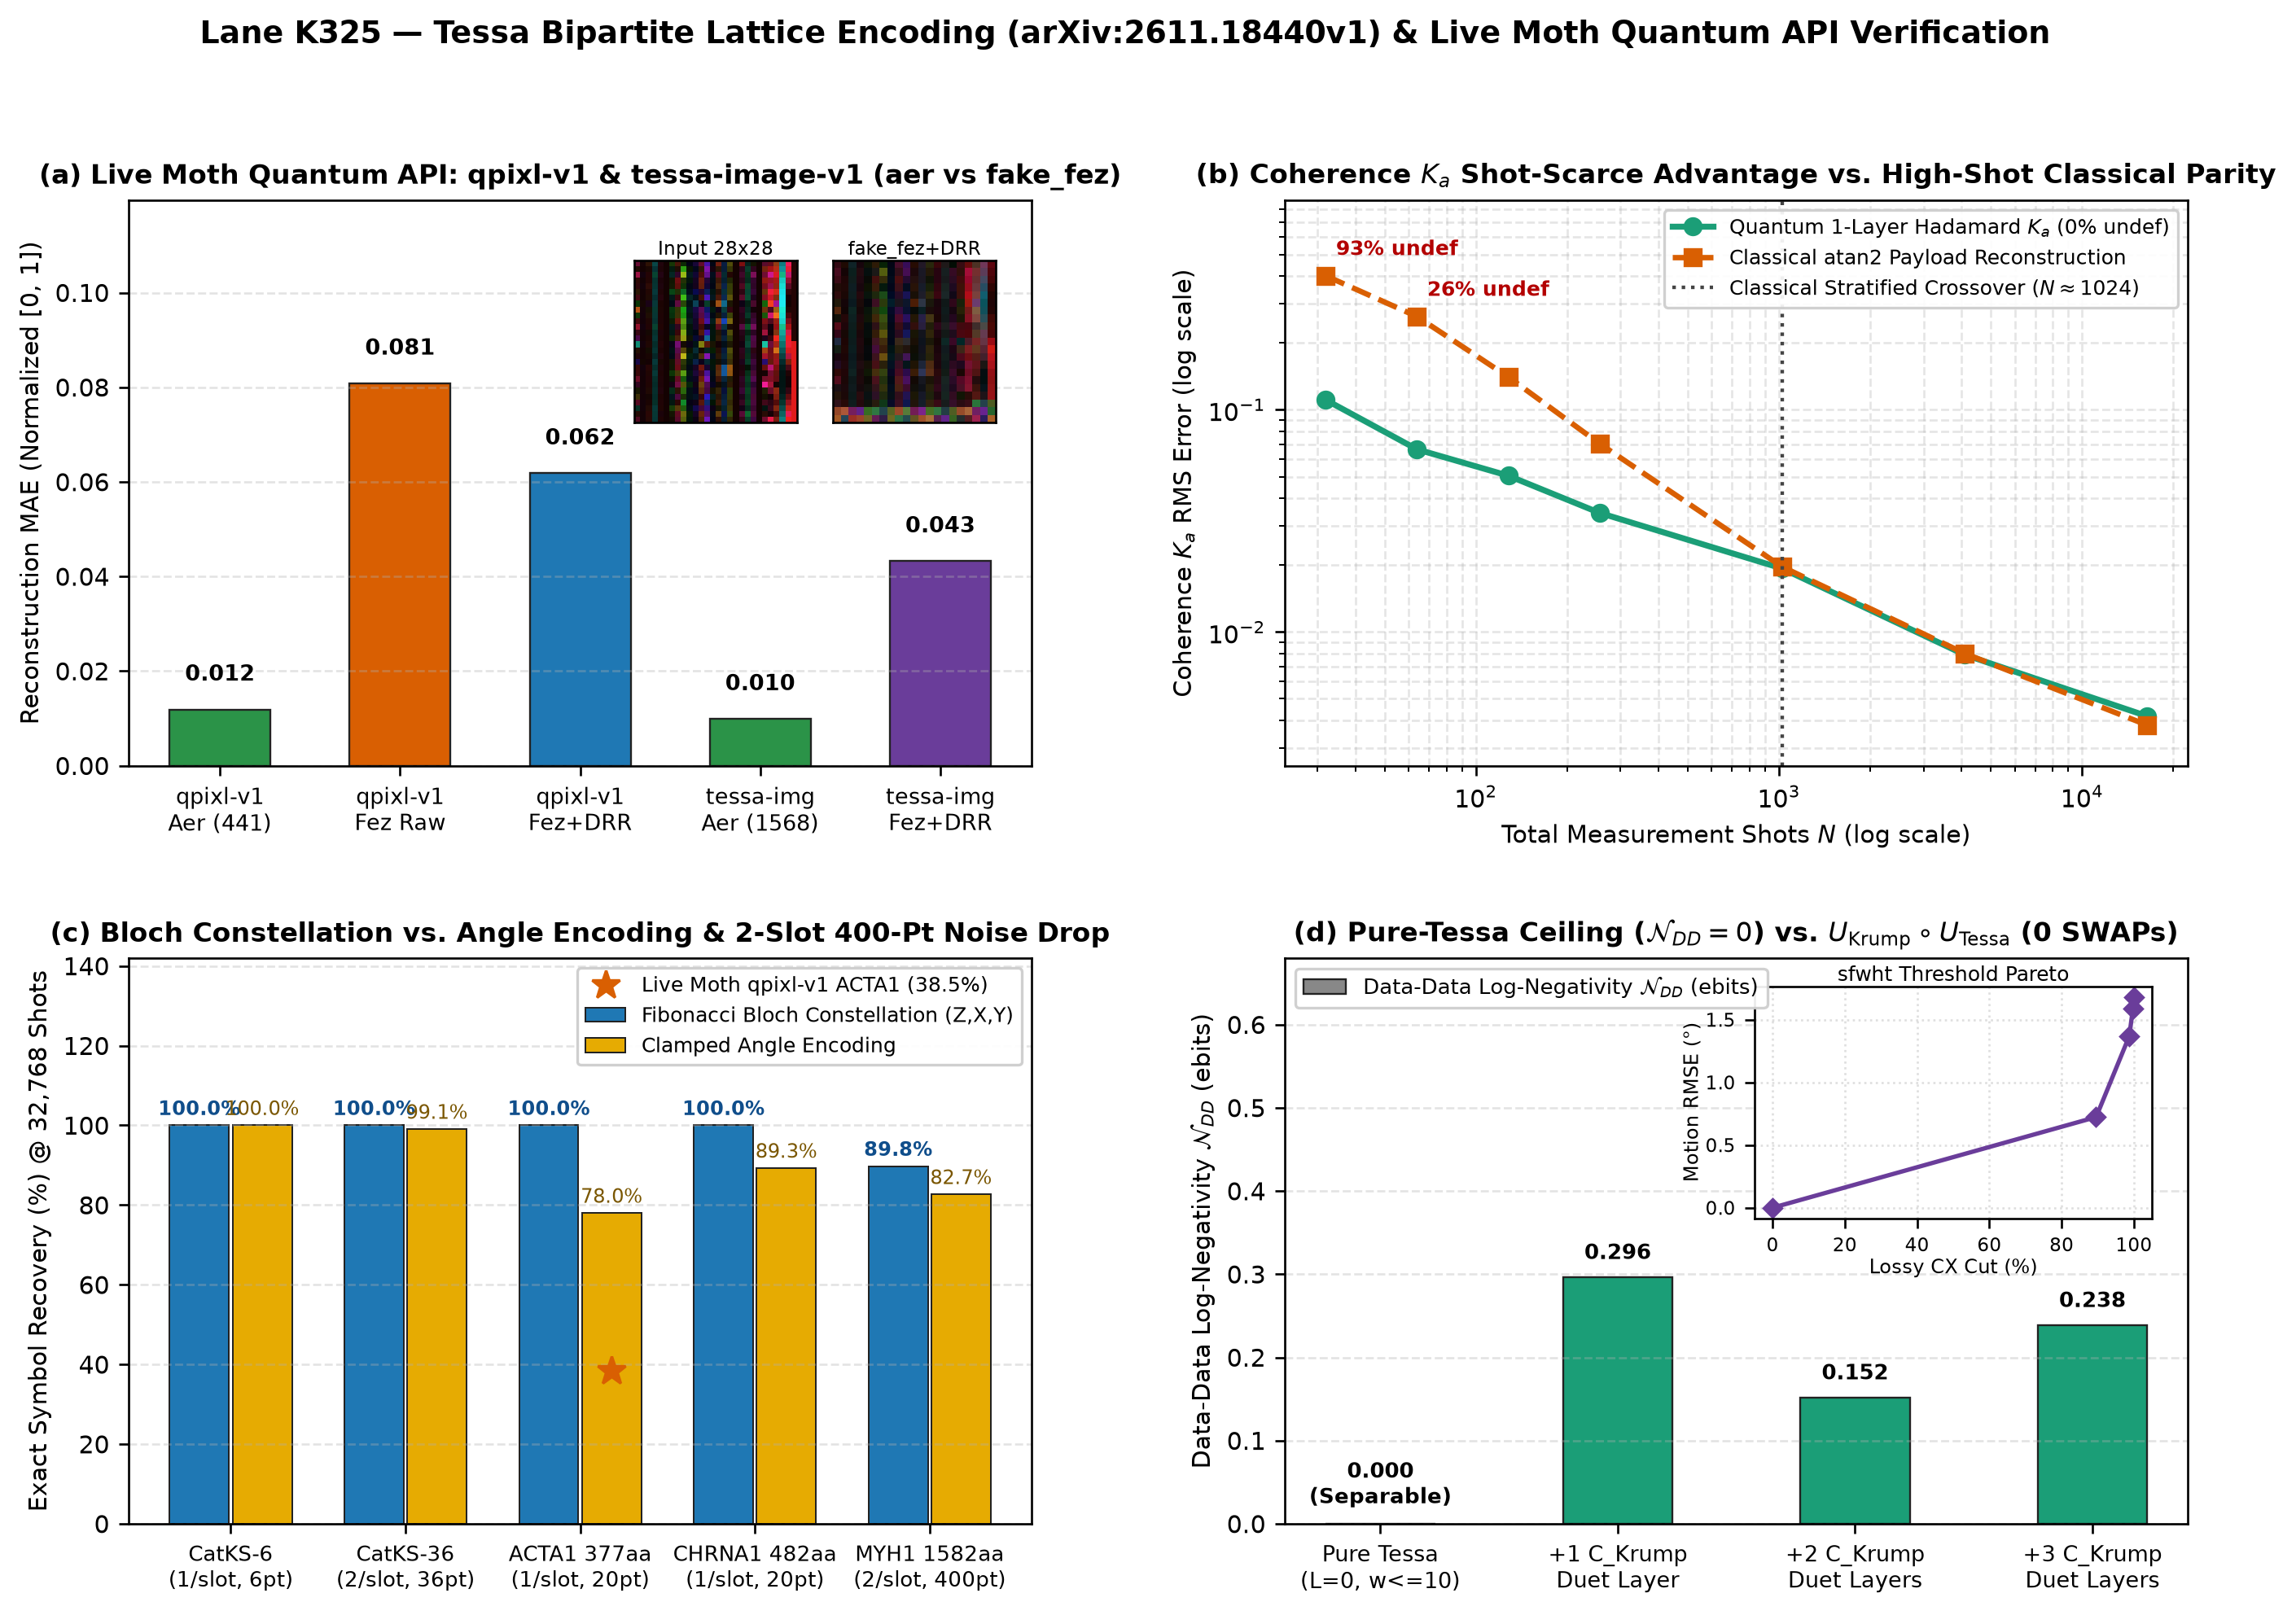 Lane K325 — Tessa Bipartite Lattice Encoding (arXiv:2611.18440v1) & Live Moth Quantum API Verification
(a) Live Moth Quantum API: qpixl-v1 & tessa-image-v1 (aer vs fake_fez)
Reconstruction MAE (Normalized [0, 1])
0.10
0.08
0.06
0.04
0.02
0.00
Input 28x28
fake_fez+DRR
0.012
0.081
0.062
0.010
0.043
qpixl-v1
Aer (441)
qpixl-v1
Fez Raw
qpixl-v1
Fez+DRR
tessa-img
Aer (1568)
tessa-img
Fez+DRR
(b) Coherence Kₐ Shot-Scarce Advantage vs. High-Shot Classical Parity
Coherence Kₐ RMS Error (log scale)
10⁻¹
10⁻²
93% undef
26% undef
Quantum 1-Layer Hadamard Kₐ (0% undef)
Classical atan2 Payload Reconstruction
Classical Stratified Crossover (N ≈ 1024)
10²
10³
10⁴
Total Measurement Shots N (log scale)
(c) Bloch Constellation vs. Angle Encoding & 2-Slot 400-Pt Noise Drop
Exact Symbol Recovery (%) @ 32,768 Shots
140
120
100
80
60
40
20
0
Live Moth qpixl-v1 ACTA1 (38.5%)
Fibonacci Bloch Constellation (Z,X,Y)
Clamped Angle Encoding
100.0%
100.0%
100.0%
99.1%
100.0%
78.0%
100.0%
89.3%
89.8%
82.7%
CatKS-6
(1/slot, 6pt)
CatKS-36
(2/slot, 36pt)
ACTA1 377aa
(1/slot, 20pt)
CHRNA1 482aa
(1/slot, 20pt)
MYH1 1582aa
(2/slot, 400pt)
(d) Pure-Tessa Ceiling (𝒩_DD = 0) vs. U_Krump ∘ U_Tessa (0 SWAPs)
Data-Data Log-Negativity 𝒩_DD (ebits)
0.6
0.5
0.4
0.3
0.2
0.1
0.0
Data-Data Log-Negativity 𝒩_DD (ebits)
sfwht Threshold Pareto
Motion RMSE (°)
1.5
1.0
0.5
0.0
0
20
40
60
80
100
Lossy CX Cut (%)
0.000
(Separable)
0.296
0.152
0.238
Pure Tessa
(L=0, w<=10)
+1 C_Krump
Duet Layer
+2 C_Krump
Duet Layers
+3 C_Krump
Duet Layers